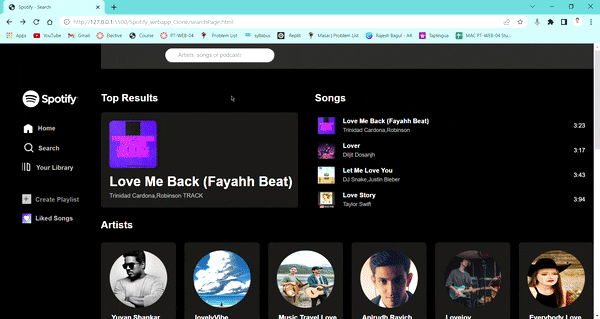 Spotify - Search
http://127.0.0.1:5500/Spotify_webapp_Clone/searchPage.html
Apps
YouTube
Gmail
Elective
Course
PT-WEB-04
Problem List
syllabus
Replit
Masai | Problem List
Rajesh Bagul - AK
Taplingua
MAC PT-WEB-04 Stu...
Artists, songs or podcasts
Spotify
Home
Search
Your Library
Create Playlist
Liked Songs
Top Results
Love Me Back (Fayahh Beat)
Trinidad Cardona,Robinson TRACK
Songs
Love Me Back (Fayahh Beat)
Trinidad Cardona,Robinson
3:23
Lover
Diljit Dosanjh
3:17
Let Me Love You
DJ Snake,Justin Bieber
3:43
Love Story
Taylor Swift
3:94
Artists
Yuvan Shankar
lovelyVibe
Music Travel Love
Anirudh Ravich
Lovejoy
Everybody Love